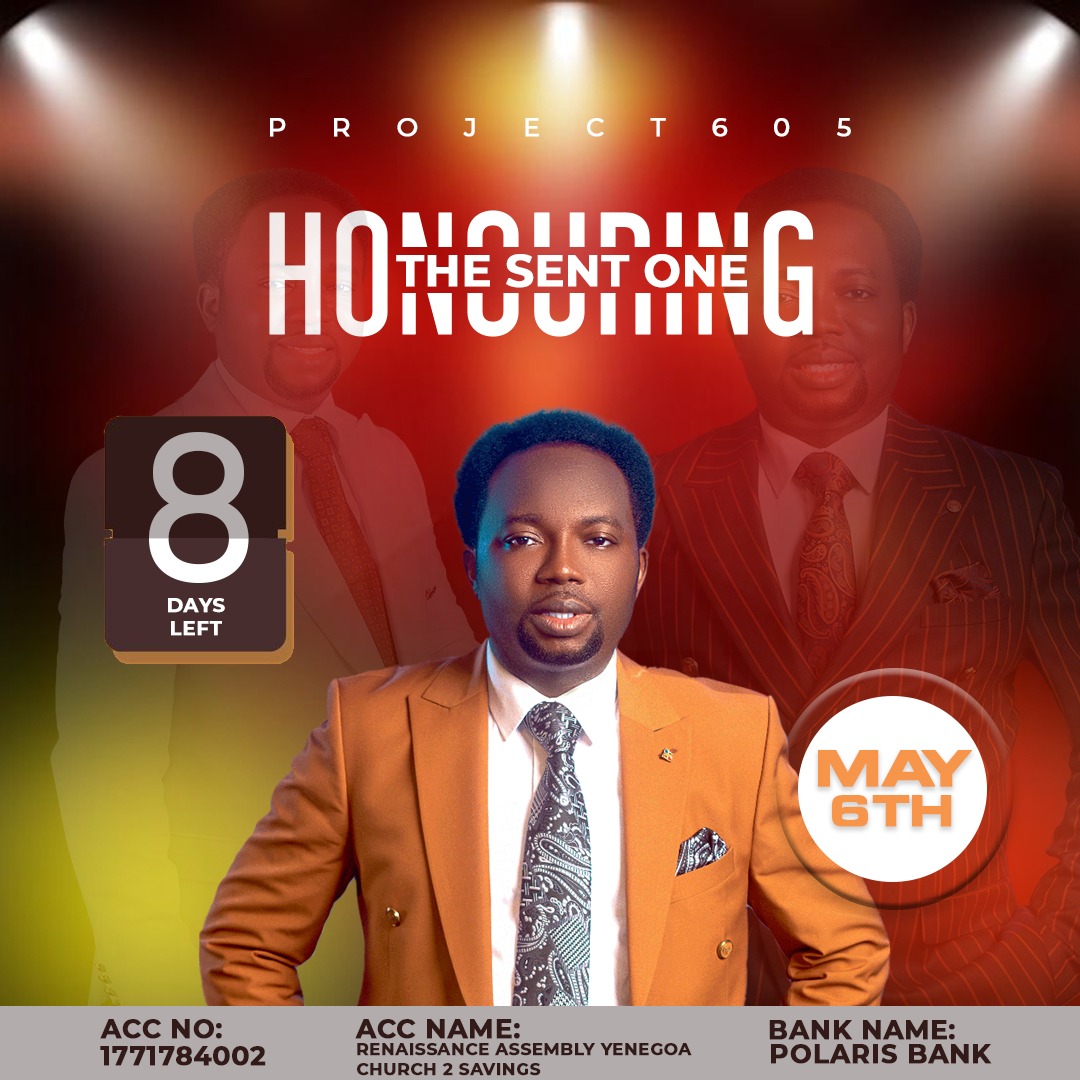 PROJECT605
HONOURING
THE SENT ONE
8
DAYS
LEFT
MAY
6TH
ACC NO:
1771784002
ACC NAME:
RENAISSANCE ASSEMBLY YENEGOA
CHURCH 2 SAVINGS
BANK NAME:
POLARIS BANK